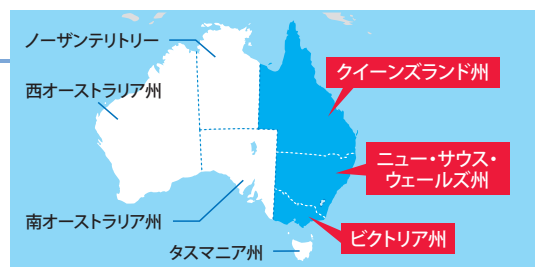 ノーザンテリトリー
西オーストラリア州
クイーンズランド州
ニュー・サウス・
ウェールズ州
南オーストラリア州
ビクトリア州
タスマニア州